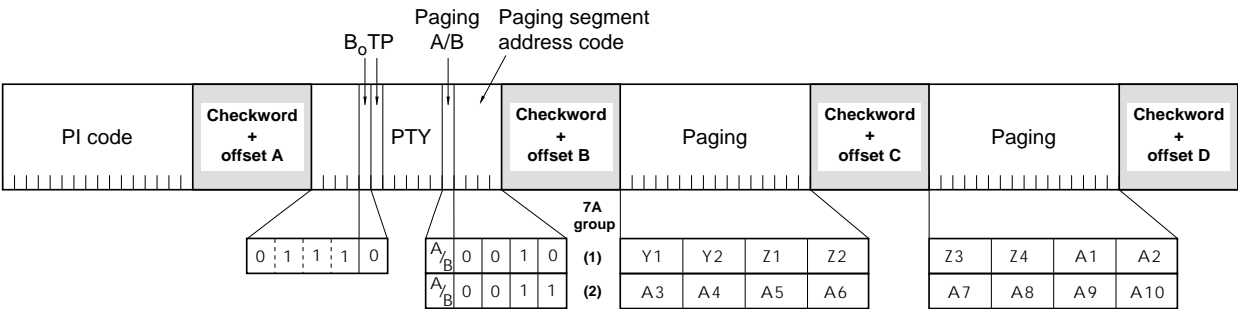 Paging Paging segment
B₀TP A/B address code
PI code Checkword + offset A PTY Checkword + offset B Paging Checkword + offset C Paging Checkword + offset D
7A group
0 1 1 1 0 A/B 0 0 1 0 (1) Y1 Y2 Z1 Z2 Z3 Z4 A1 A2
A/B 0 0 1 1 (2) A3 A4 A5 A6 A7 A8 A9 A10